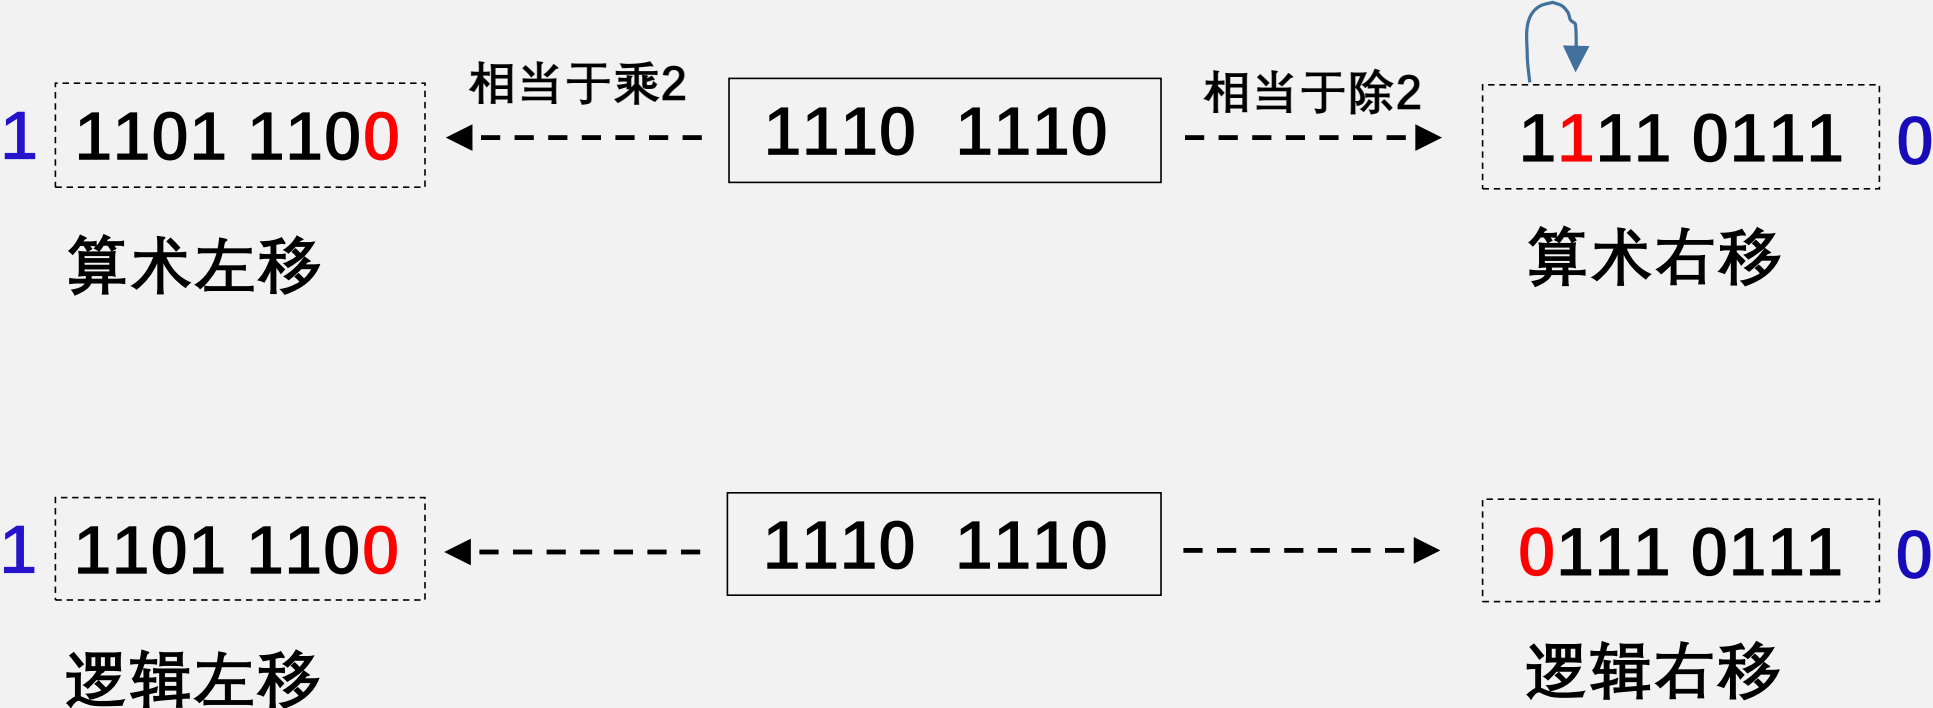 相当于乘2 相当于除2
1 1101 1100 1110 1110 1111 0111 0
算术左移 算术右移
1 1101 1100 1110 1110 0111 0111 0
逻辑左移 逻辑右移